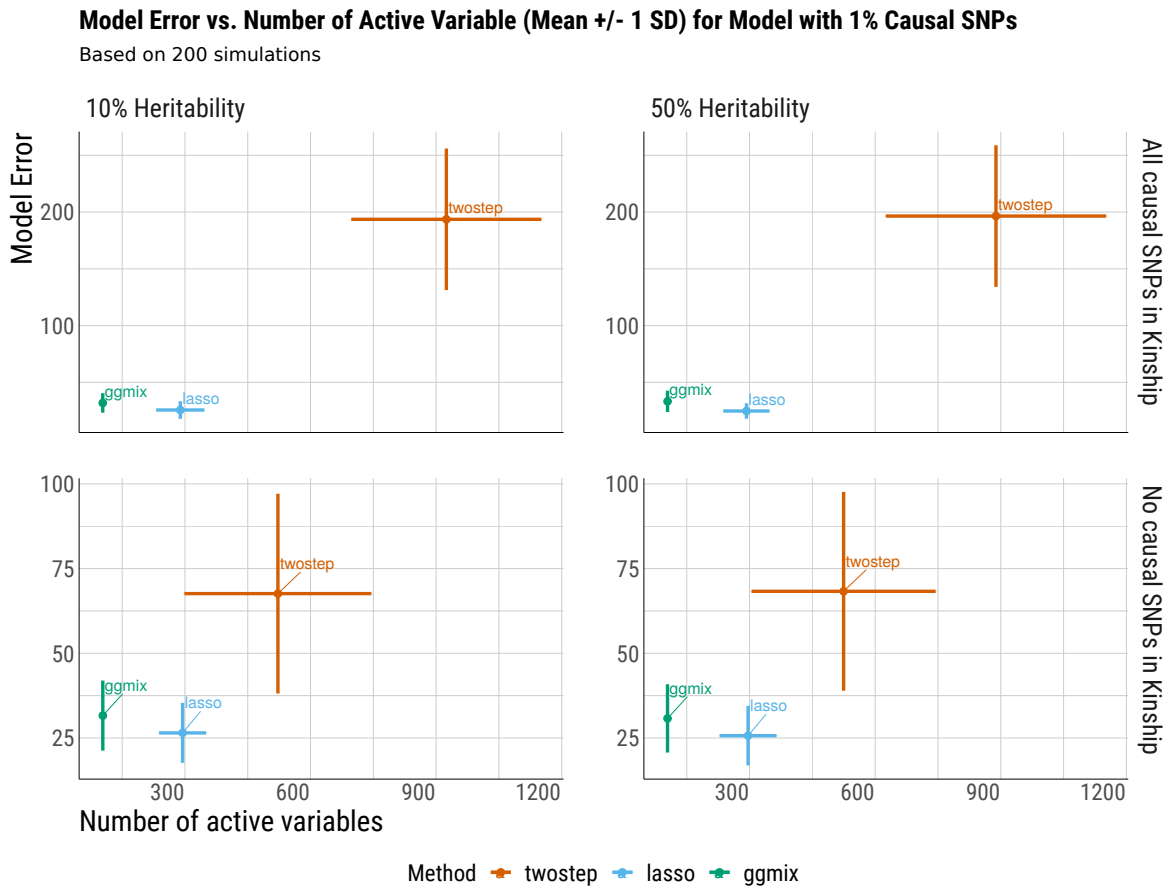 Model Error vs. Number of Active Variable (Mean +/- 1 SD) for Model with 1% Causal SNPs
Based on 200 simulations
10% Heritability
50% Heritability
Model Error
200
100
twostep
ggmix
lasso
200
100
twostep
ggmix
lasso
All causal SNPs in Kinship
100
75
50
25
twostep
ggmix
lasso
100
75
50
25
twostep
ggmix
lasso
No causal SNPs in Kinship
300 600 900 1200
300 600 900 1200
Number of active variables
Method twostep lasso ggmix